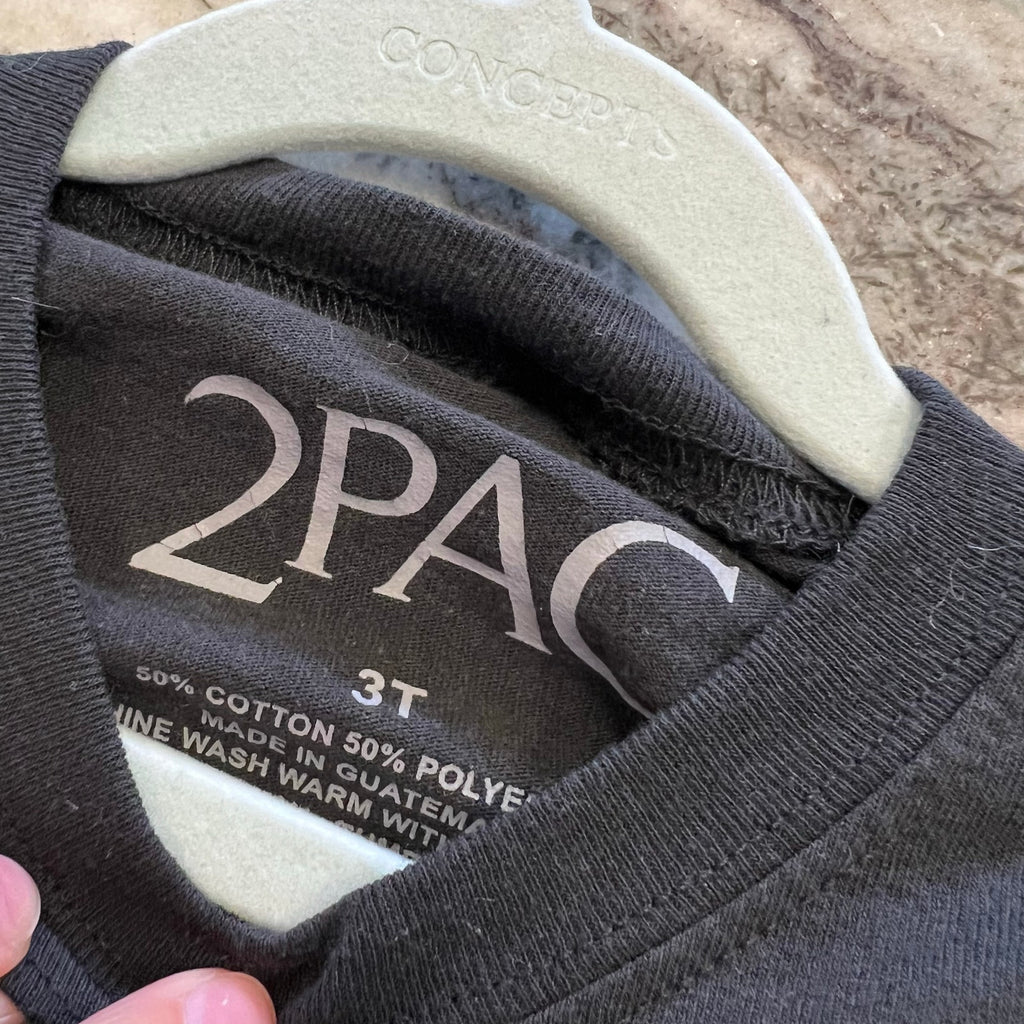 CONCEPTS
2PAC
3T
50% COTTON 50% POLYE
MADE IN GUATEMA
INE WASH WARM WIT